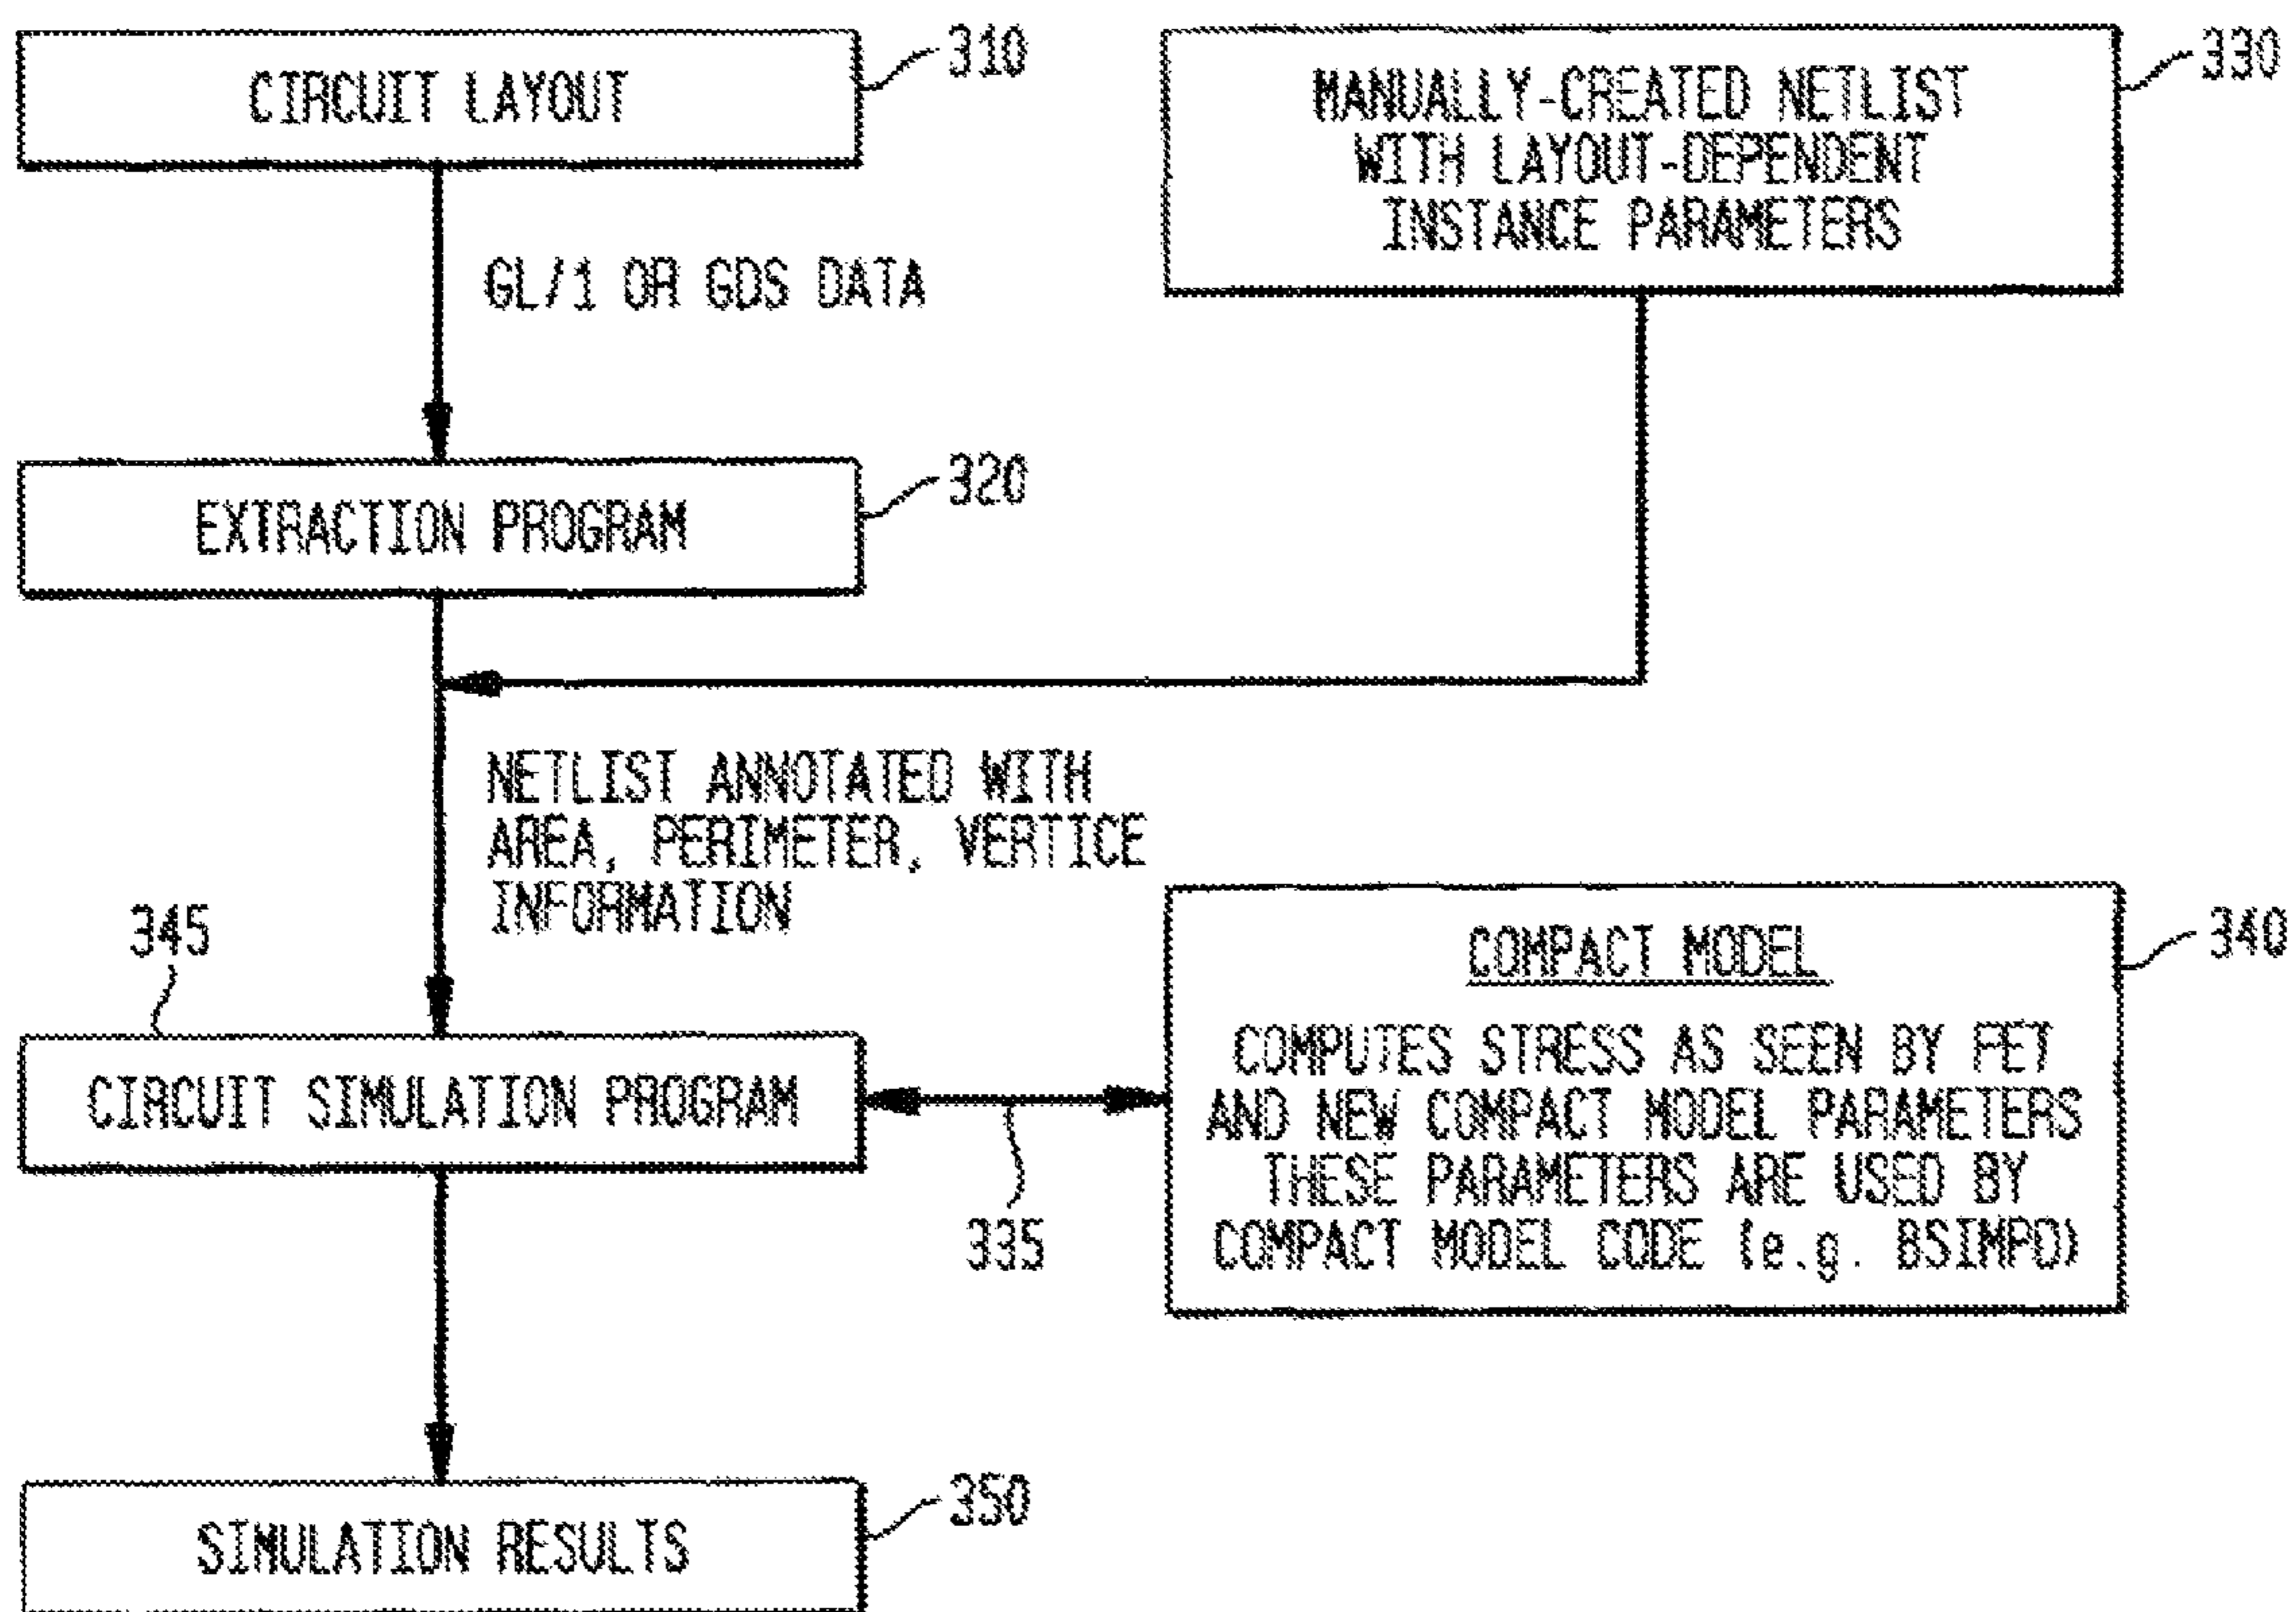 CIRCUIT LAYOUT
310
MANUALLY-CREATED NETLIST
WITH LAYOUT-DEPENDENT
INSTANCE PARAMETERS
330
GL/1 OR GDS DATA
EXTRACTION PROGRAM
320
NETLIST ANNOTATED WITH
AREA, PERIMETER, VERTICE
INFORMATION
345
CIRCUIT SIMULATION PROGRAM
335
COMPACT MODEL
COMPUTES STRESS AS SEEN BY FET
AND NEW COMPACT MODEL PARAMETERS
THESE PARAMETERS ARE USED BY
COMPACT MODEL CODE (e.g. BSIMPD)
340
SIMULATION RESULTS
350